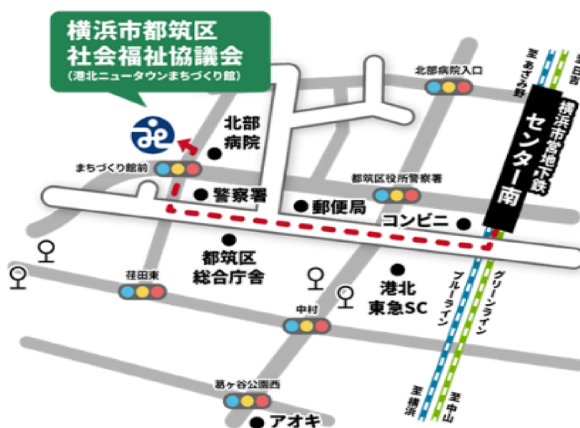 横浜市都筑区
社会福祉協議会
(港北ニュータウンまちづくり館)
北部病院入口
至あざみ野
至日吉
横浜市営地下鉄
センター南
北部
病院
まちづくり館前
都筑区役所警察署
警察署
郵便局
コンビニ
都筑区
総合庁舎
港北
東急SC
荏田東
中村
ブルーライン
グリーンライン
葛ヶ谷公園西
アオキ
至横浜
至中山